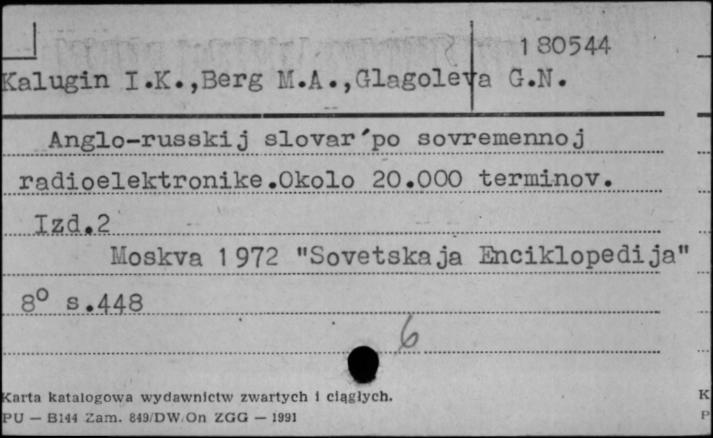 180544
Kalugin I.K.,Berg M.A.,Glagoleva G.N.
Anglo-russkij slovar´po sovremennoj
radioelektronike.Okolo 20.000 terminov.
Izd.2
Moskva 1972 "Sovetskaja Enciklopedija"
8° s.448
6
Karta katalogowa wydawnictw zwartych i ciągłych.
PU — B144 Zam. 849/DW/On ZGG — 1991
K
P